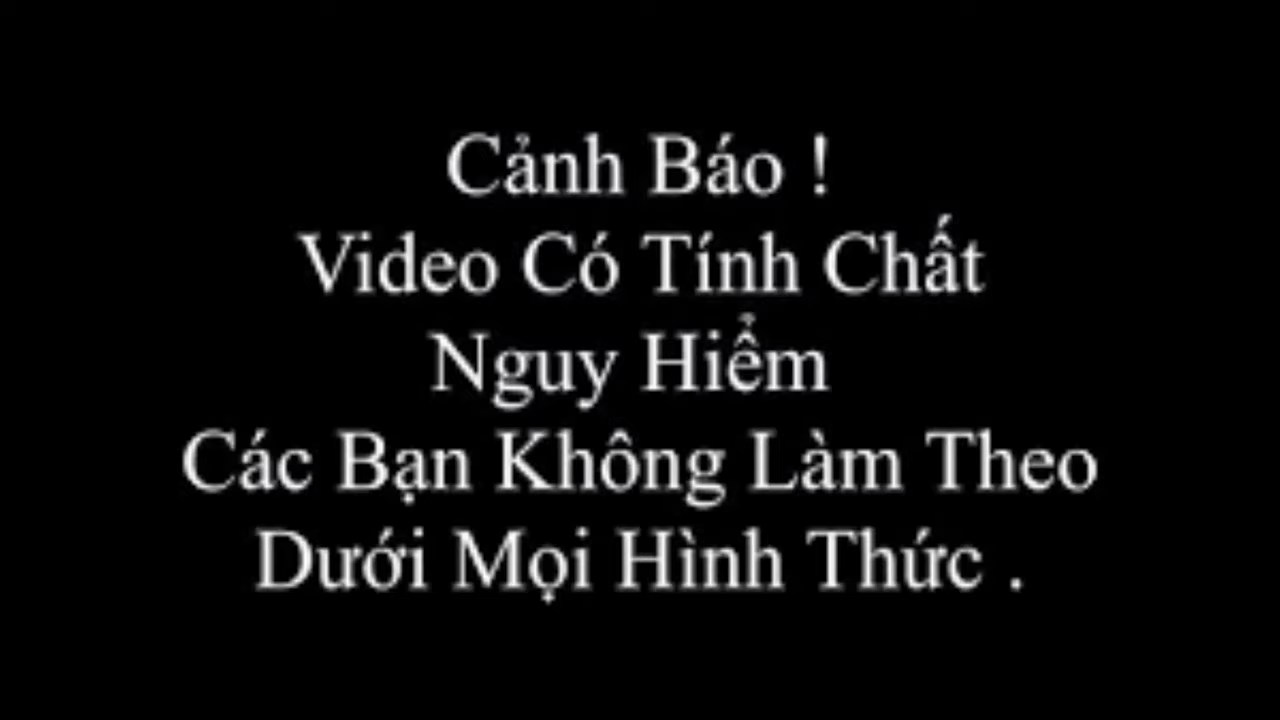 Cảnh Báo !
Video Có Tính Chất
Nguy Hiểm
Các Bạn Không Làm Theo
Dưới Mọi Hình Thức .